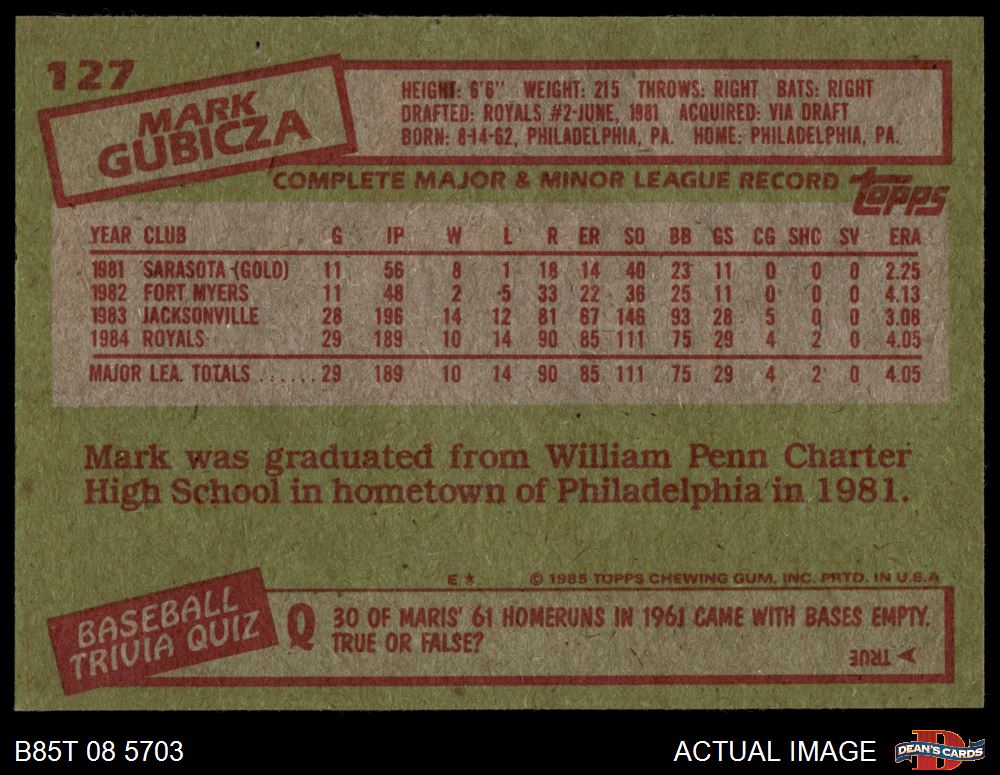 127
MARK
GUBICZA
HEIGHT: 6'6" WEIGHT: 215 THROWS: RIGHT BATS: RIGHT
DRAFTED: ROYALS #2-JUNE, 1981 ACQUIRED: VIA DRAFT
BORN: 8-14-62, PHILADELPHIA, PA. HOME: PHILADELPHIA, PA.
COMPLETE MAJOR & MINOR LEAGUE RECORD topps
YEAR CLUB G IP W L R ER SO BB GS CG SHO SV ERA
1981 SARASOTA (GOLD) 11 56 8 1 18 14 40 23 11 0 0 0 2.25
1982 FORT MYERS 11 48 2 5 33 22 36 25 11 0 0 0 4.13
1983 JACKSONVILLE 28 196 14 12 81 67 146 93 28 5 0 0 3.08
1984 ROYALS 29 189 10 14 90 85 111 75 29 4 2 0 4.05
MAJOR LEA. TOTALS ...... 29 189 10 14 90 85 111 75 29 4 2 0 4.05
Mark was graduated from William Penn Charter
High School in hometown of Philadelphia in 1981.
E* © 1985 TOPPS CHEWING GUM, INC. PRTD. IN U.S.A
BASEBALL
TRIVIA QUIZ
Q 30 OF MARIS' 61 HOMERUNS IN 1961 CAME WITH BASES EMPTY.
TRUE OR FALSE?
A TRUE
B85T 08 5703 ACTUAL IMAGE D DEAN'S CARDS